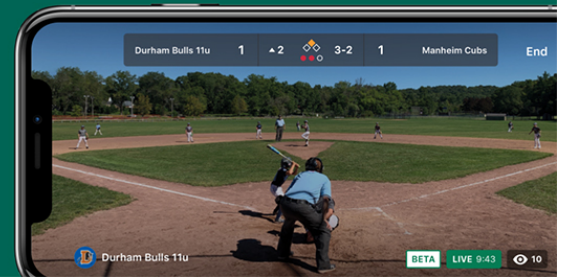 Durham Bulls 11u 1 ▲2 3-2 1 Manheim Cubs End
Durham Bulls 11u BETA LIVE 9:43 10